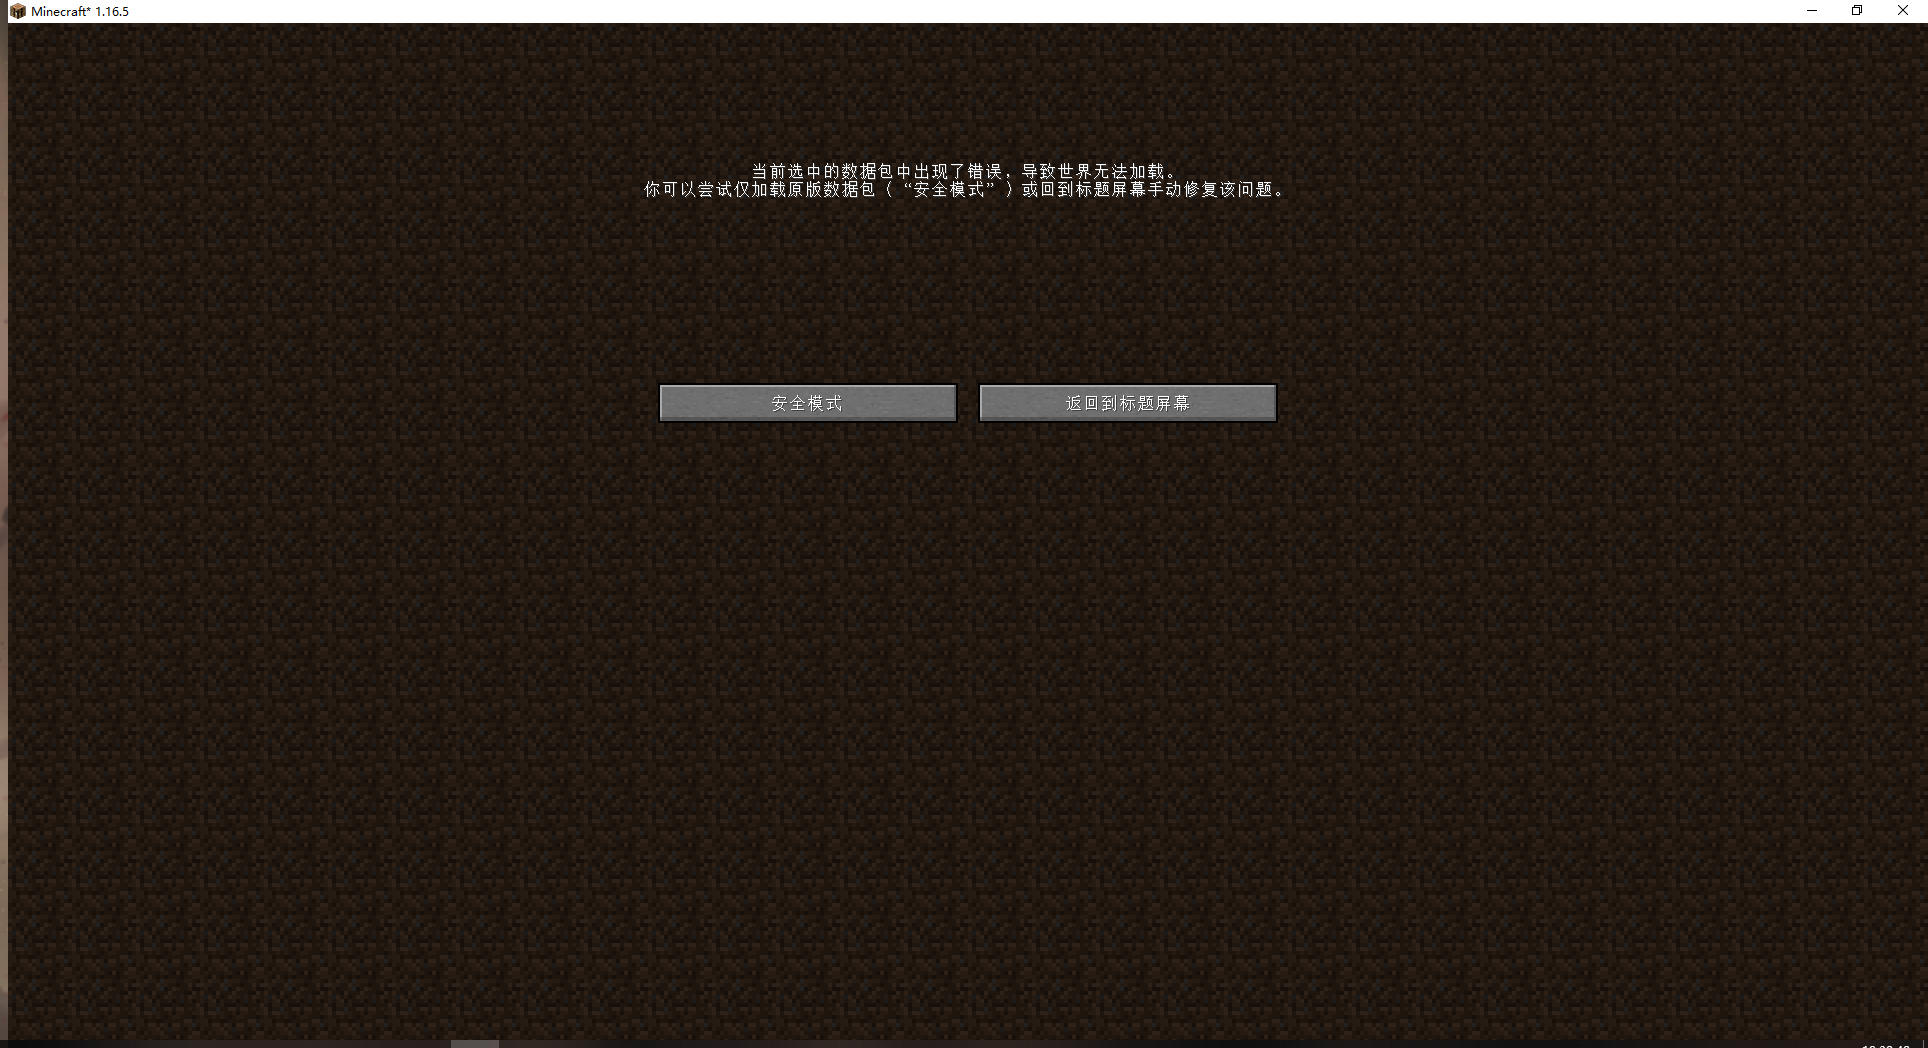 Minecraft* 1.16.5
当前选中的数据包中出现了错误，导致世界无法加载。
你可以尝试仅加载原版数据包（“安全模式”）或回到标题屏幕手动修复该问题。
安全模式
返回到标题屏幕